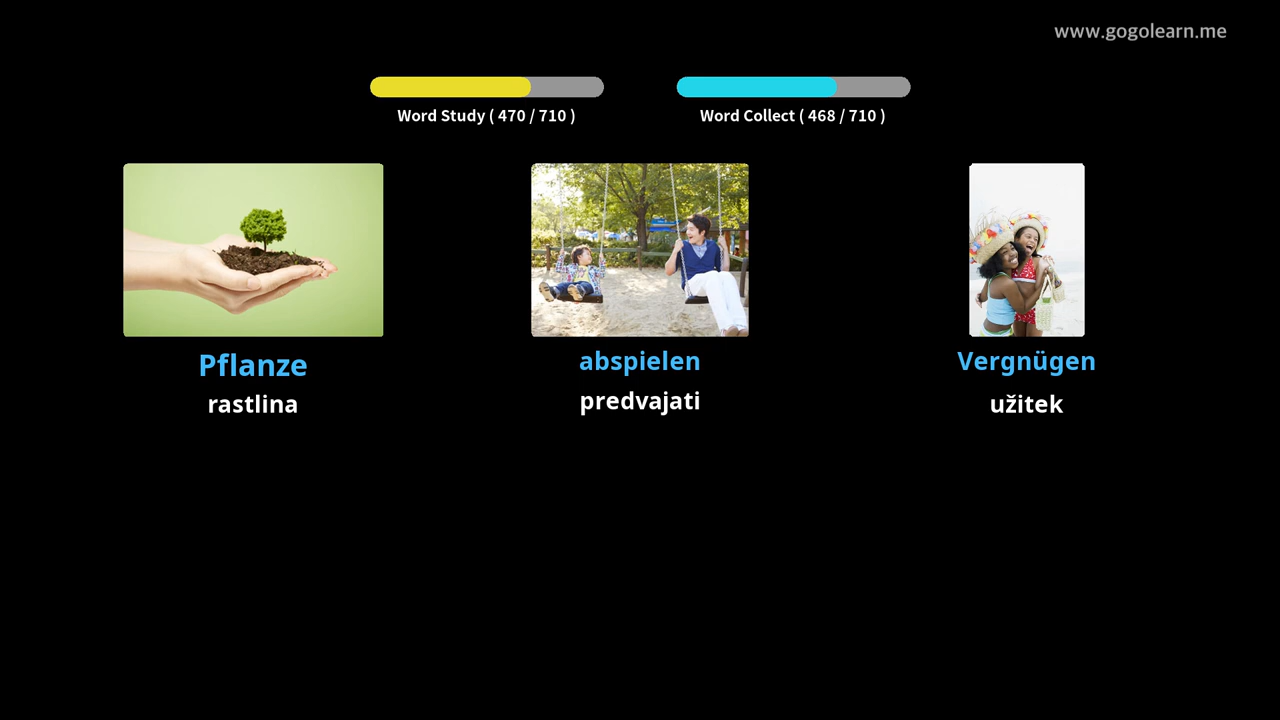 www.gogolearn.me
Word Study ( 470 / 710 )
Word Collect ( 468 / 710 )
Pflanze
rastlina
abspielen
predvajati
Vergnügen
užitek